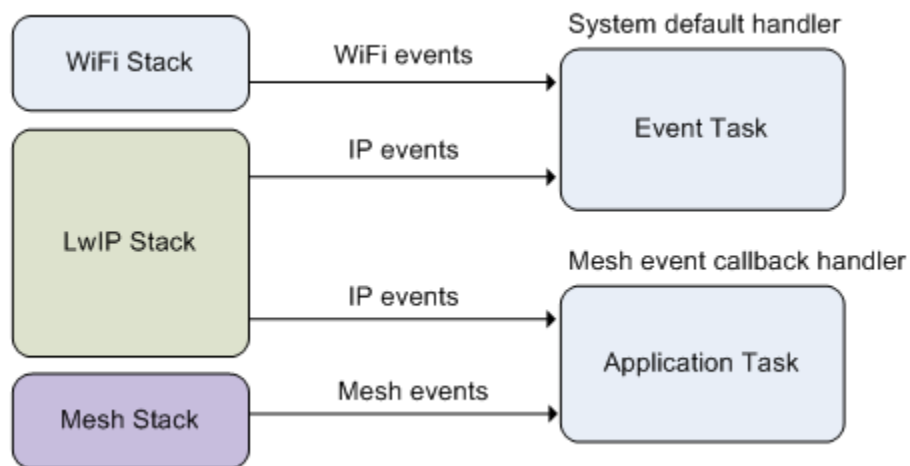 System default handler
WiFi Stack
WiFi events
Event Task
IP events
LwIP Stack
Mesh event callback handler
IP events
Application Task
Mesh events
Mesh Stack